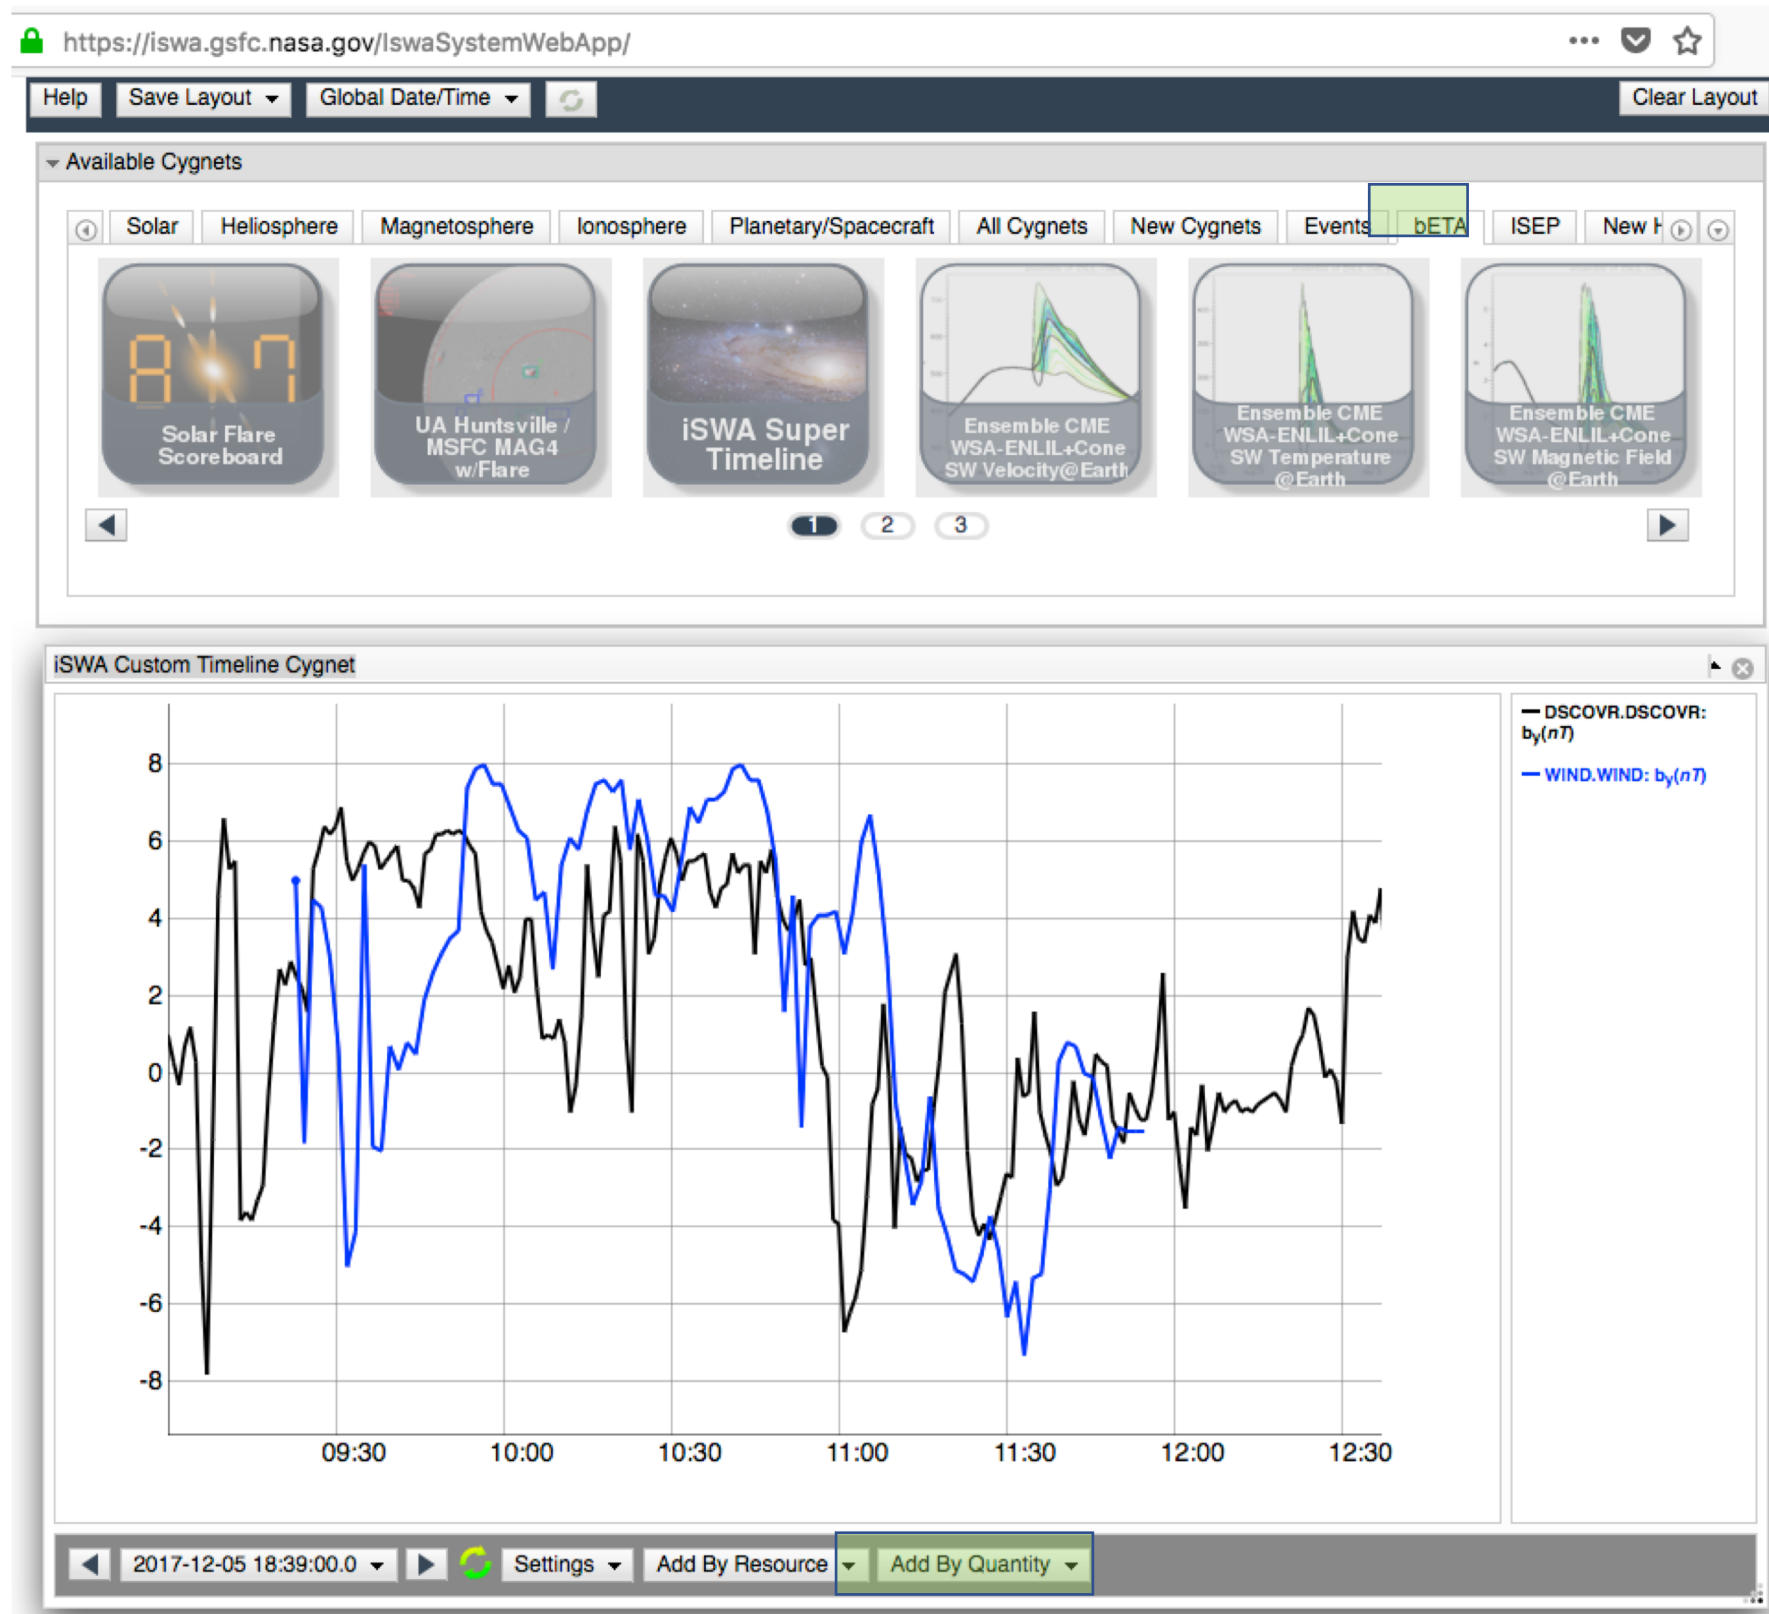 https://iswa.gsfc.nasa.gov/IswaSystemWebApp/
Help Save Layout Global Date/Time Clear Layout
Available Cygnets
Solar Heliosphere Magnetosphere Ionosphere Planetary/Spacecraft All Cygnets New Cygnets Events bETA ISEP New
Solar Flare
Scoreboard
UA Huntsville /
MSFC MAG4
w/Flare
iSWA Super
Timeline
Ensemble CME
WSA-ENLIL+Cone
SW Velocity@Earth
Ensemble CME
WSA-ENLIL+Cone
SW Temperature
@Earth
Ensemble CME
WSA-ENLIL+Cone
SW Magnetic Field
@Earth
1 2 3
iSWA Custom Timeline Cygnet
DSCOVR.DSCOVR:
by(nT)
WIND.WIND: by(nT)
8
6
4
2
0
-2
-4
-6
-8
09:30 10:00 10:30 11:00 11:30 12:00 12:30
2017-12-05 18:39:00.0 Settings Add By Resource Add By Quantity